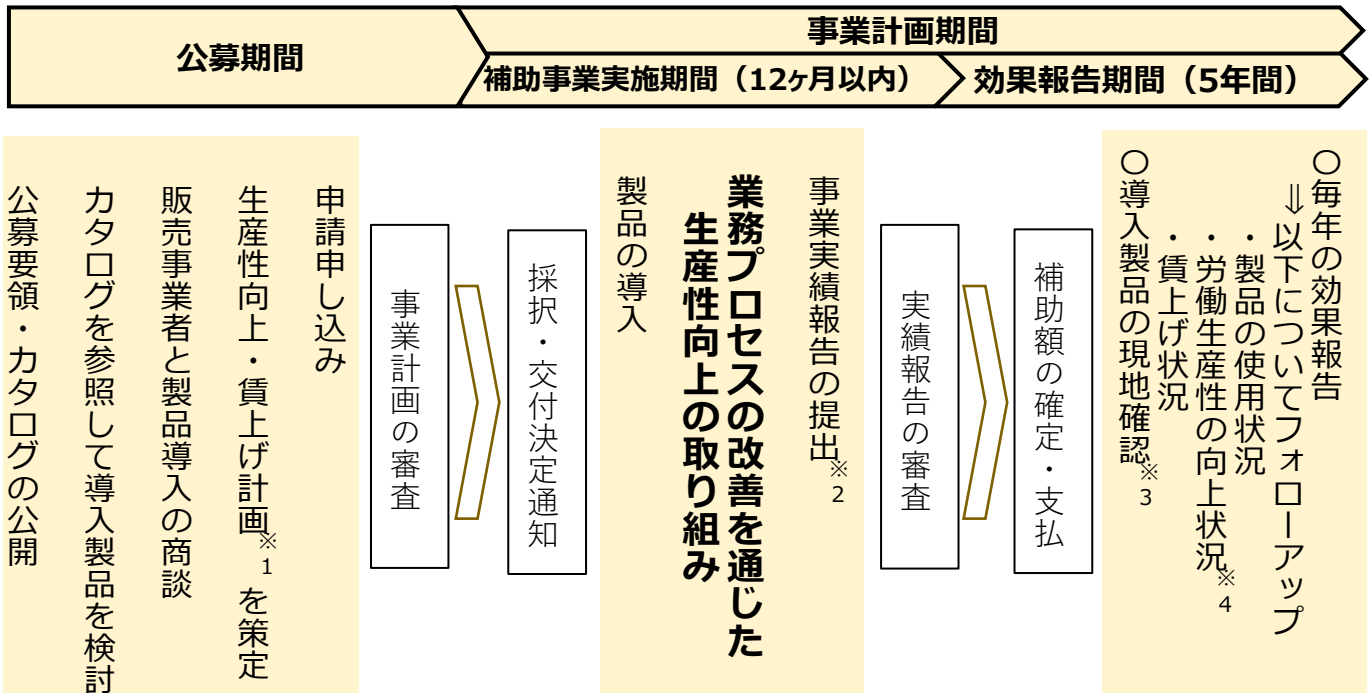 公募期間
事業計画期間
補助事業実施期間（12ヶ月以内）
効果報告期間（5年間）
公募要領・カタログの公開
カタログを参照して導入製品を検討
販売事業者と製品導入の商談
生産性向上・賃上げ計画※1を策定
申請申し込み
事業計画の審査
採択・交付決定通知
製品の導入
業務プロセスの改善を通じた
生産性向上の取り組み
事業実績報告の提出※2
実績報告の審査
補助額の確定・支払
○毎年の効果報告
⇒以下についてフォローアップ
・製品の使用状況
・労働生産性の向上状況※4
・賃上げ状況
○導入製品の現地確認※3